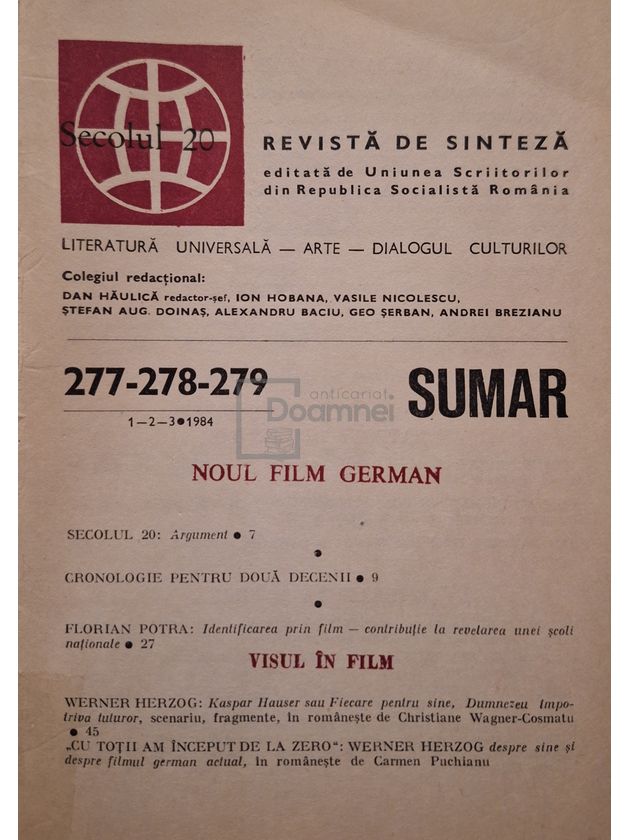 Secolul 20
REVISTĂ DE SINTEZĂ
editată de Uniunea Scriitorilor
din Republica Socialistă România
LITERATURĂ UNIVERSALĂ — ARTE — DIALOGUL CULTURILOR
Colegiul redacțional:
DAN HĂULICĂ redactor-șef, ION HOBANA, VASILE NICOLESCU,
ȘTEFAN AUG. DOINAȘ, ALEXANDRU BACIU, GEO ȘERBAN, ANDREI BREZIANU
277-278-279
SUMAR
anticariat
Doamnei
1—2—3●1984
NOUL FILM GERMAN
SECOLUL 20: Argument ● 7
●
CRONOLOGIE PENTRU DOUĂ DECENII ● 9
●
FLORIAN POTRA: Identificarea prin film — contribuție la revelarea unei școli
naționale ● 27
VISUL ÎN FILM
WERNER HERZOG: Kaspar Hauser sau Fiecare pentru sine, Dumnezeu împo-
triva tuturor, scenariu, fragmente, în românește de Christiane Wagner-Cosmatu
● 45
„CU TOȚII AM ÎNCEPUT DE LA ZERO“: WERNER HERZOG despre sine și
despre filmul german actual, în românește de Carmen Puchianu